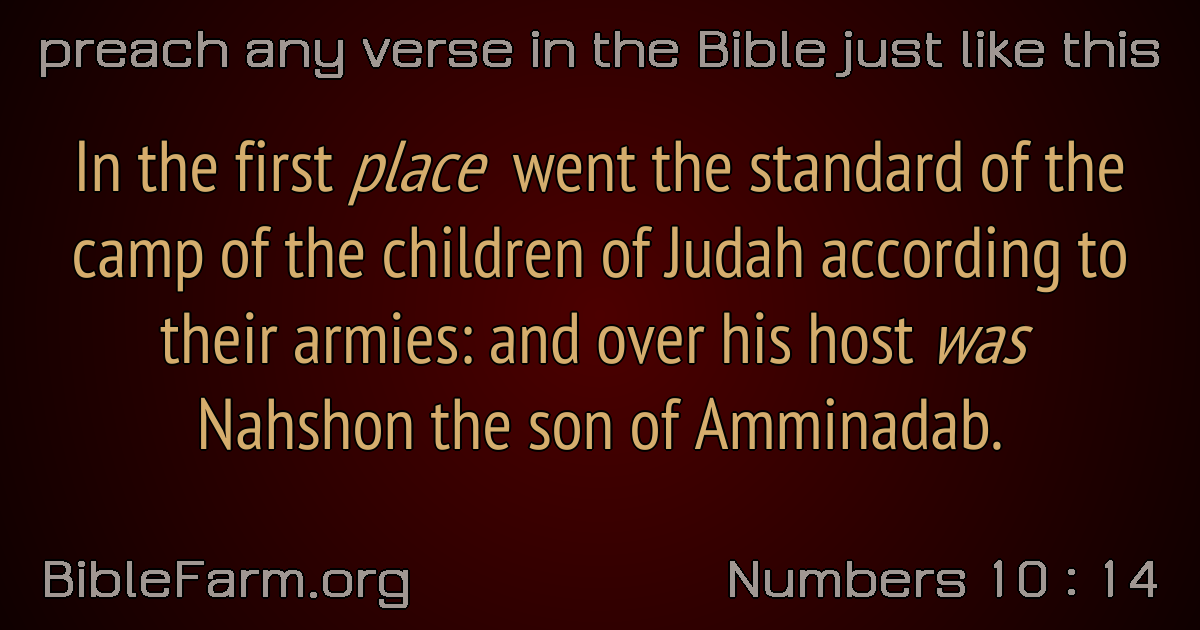 preach any verse in the Bible just like this
In the first place went the standard of the
camp of the children of Judah according to
their armies: and over his host was
Nahshon the son of Amminadab.
BibleFarm.org
Numbers 10 : 14